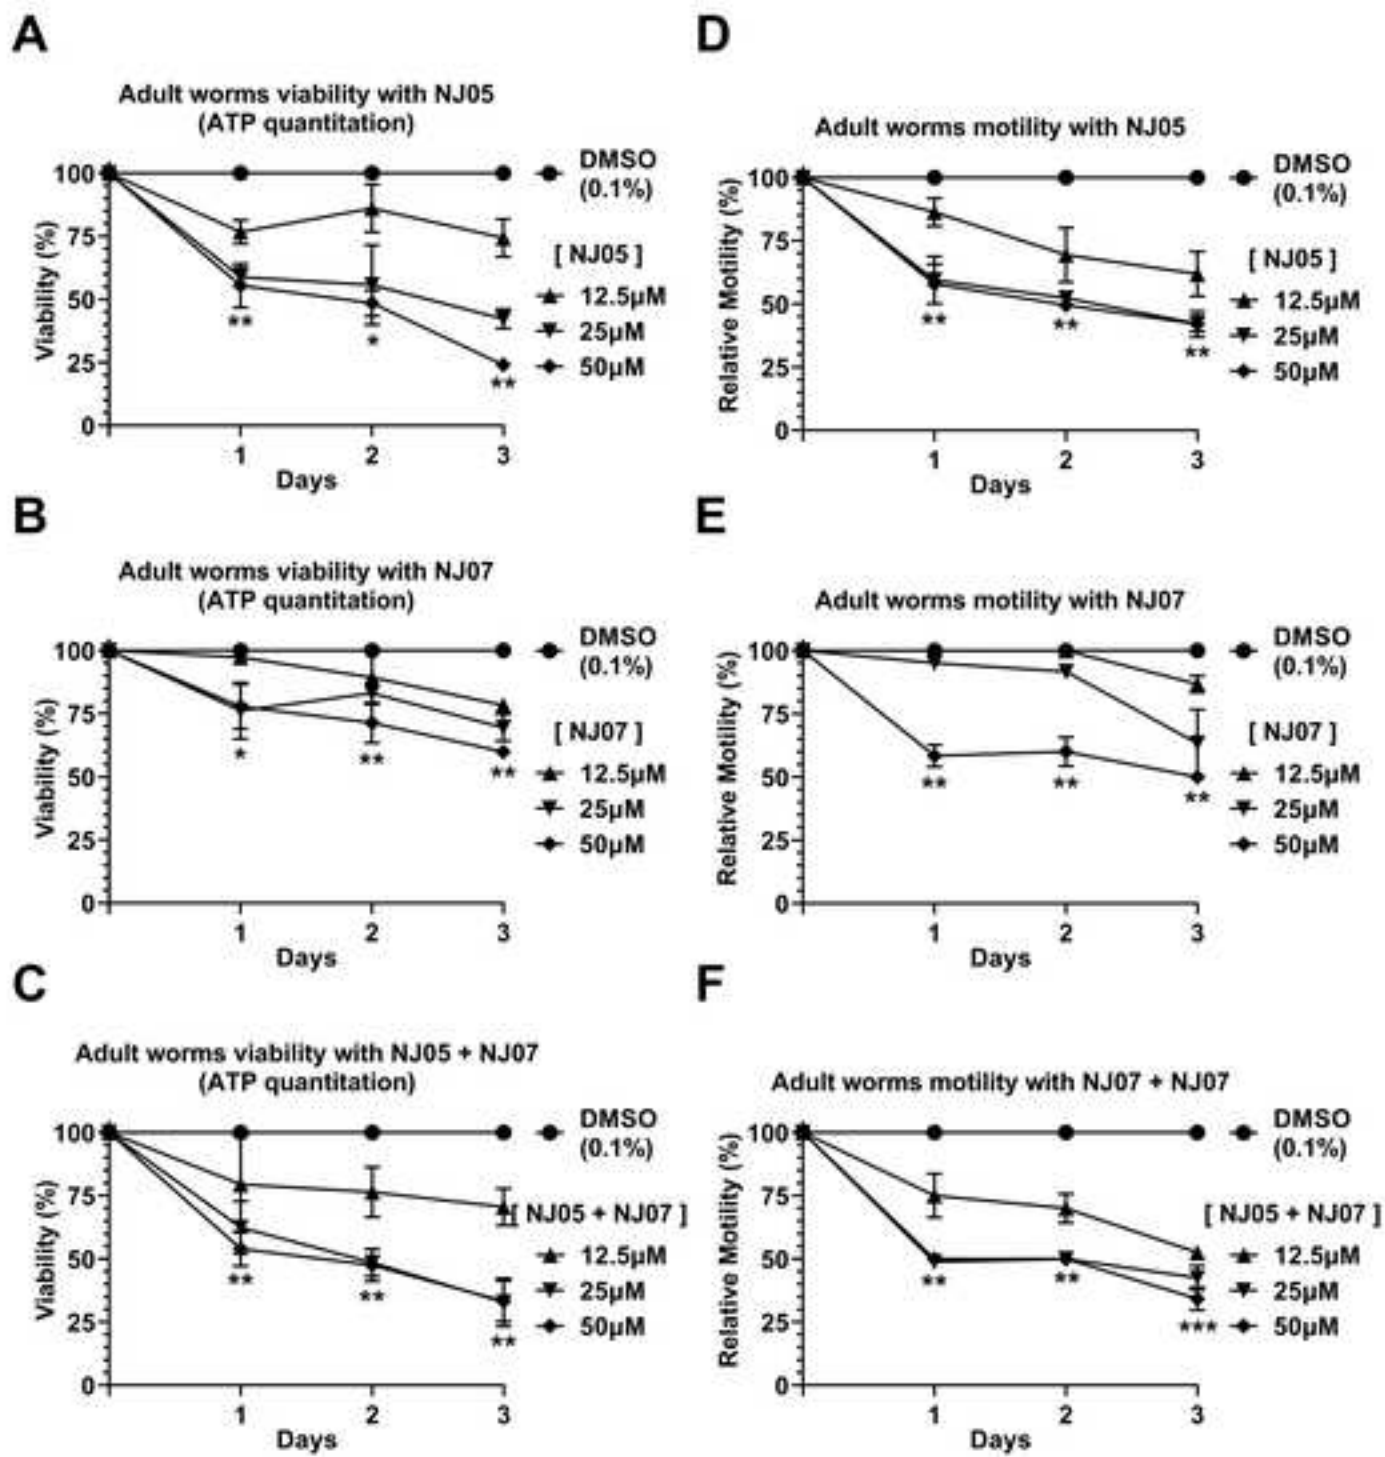 A
Adult worms viability with NJ05
(ATP quantitation)
Viability (%)
100
75
50
25
0
**
*
**
1 2 3
Days
DMSO
(0.1%)
[ NJ05 ]
12.5µM
25µM
50µM
D
Adult worms motility with NJ05
Relative Motility (%)
100
75
50
25
0
**
**
**
1 2 3
Days
DMSO
(0.1%)
[ NJ05 ]
12.5µM
25µM
50µM
B
Adult worms viability with NJ07
(ATP quantitation)
Viability (%)
100
75
50
25
0
*
**
**
1 2 3
Days
DMSO
(0.1%)
[ NJ07 ]
12.5µM
25µM
50µM
E
Adult worms motility with NJ07
Relative Motility (%)
100
75
50
25
0
**
**
**
1 2 3
Days
DMSO
(0.1%)
[ NJ07 ]
12.5µM
25µM
50µM
C
Adult worms viability with NJ05 + NJ07
(ATP quantitation)
Viability (%)
100
75
50
25
0
**
**
**
1 2 3
Days
DMSO
(0.1%)
[ NJ05 + NJ07 ]
12.5µM
25µM
50µM
F
Adult worms motility with NJ07 + NJ07
Relative Motility (%)
100
75
50
25
0
**
**
***
1 2 3
Days
DMSO
(0.1%)
[ NJ05 + NJ07 ]
12.5µM
25µM
50µM